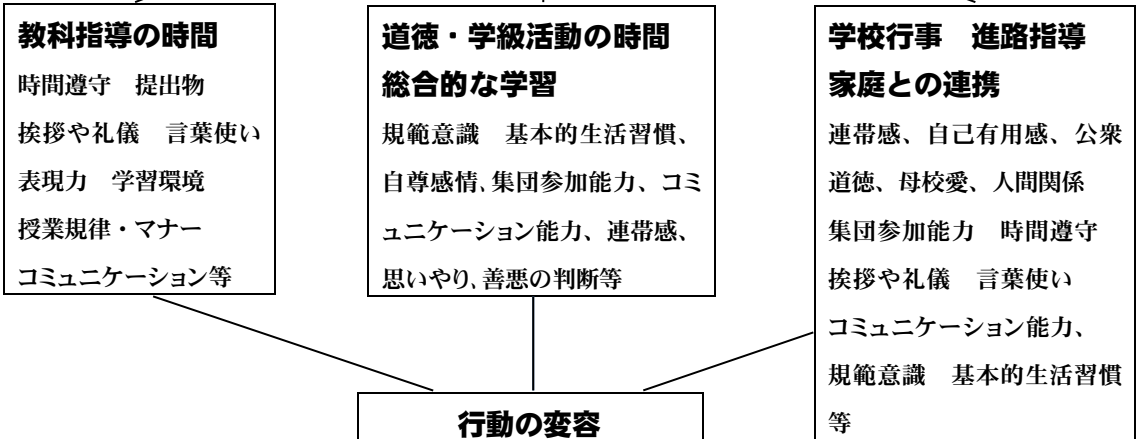 教科指導の時間
時間遵守　提出物
挨拶や礼儀　言葉使い
表現力　学習環境
授業規律・マナー
コミュニケーション等
道徳・学級活動の時間
総合的な学習
規範意識　基本的生活習慣、
自尊感情、集団参加能力、コミ
ュニケーション能力、連帯感、
思いやり、善悪の判断等
学校行事　進路指導
家庭との連携
連帯感、自己有用感、公衆
道徳、母校愛、人間関係
集団参加能力　時間遵守
挨拶や礼儀　言葉使い
コミュニケーション能力、
規範意識　基本的生活習慣
等
行動の変容